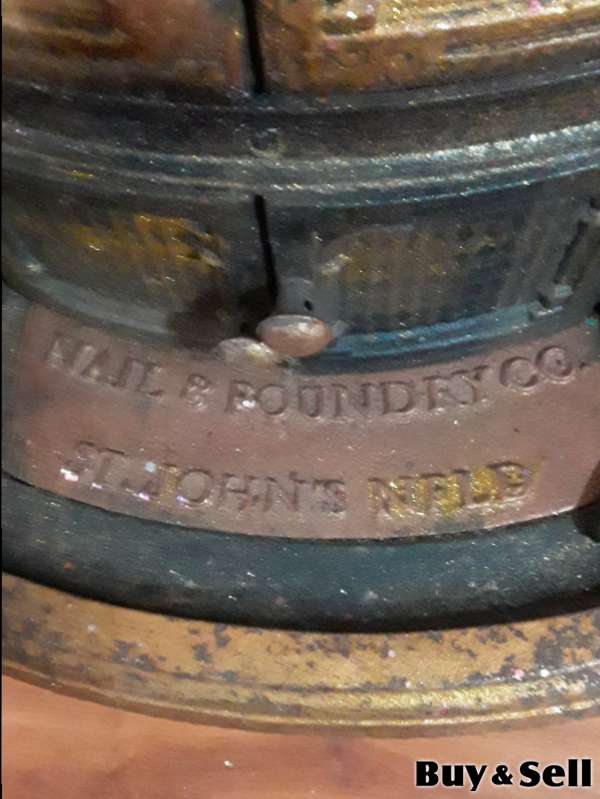 NAIL & FOUNDRY CO.
ST. JOHN'S NFLD
Buy & Sell